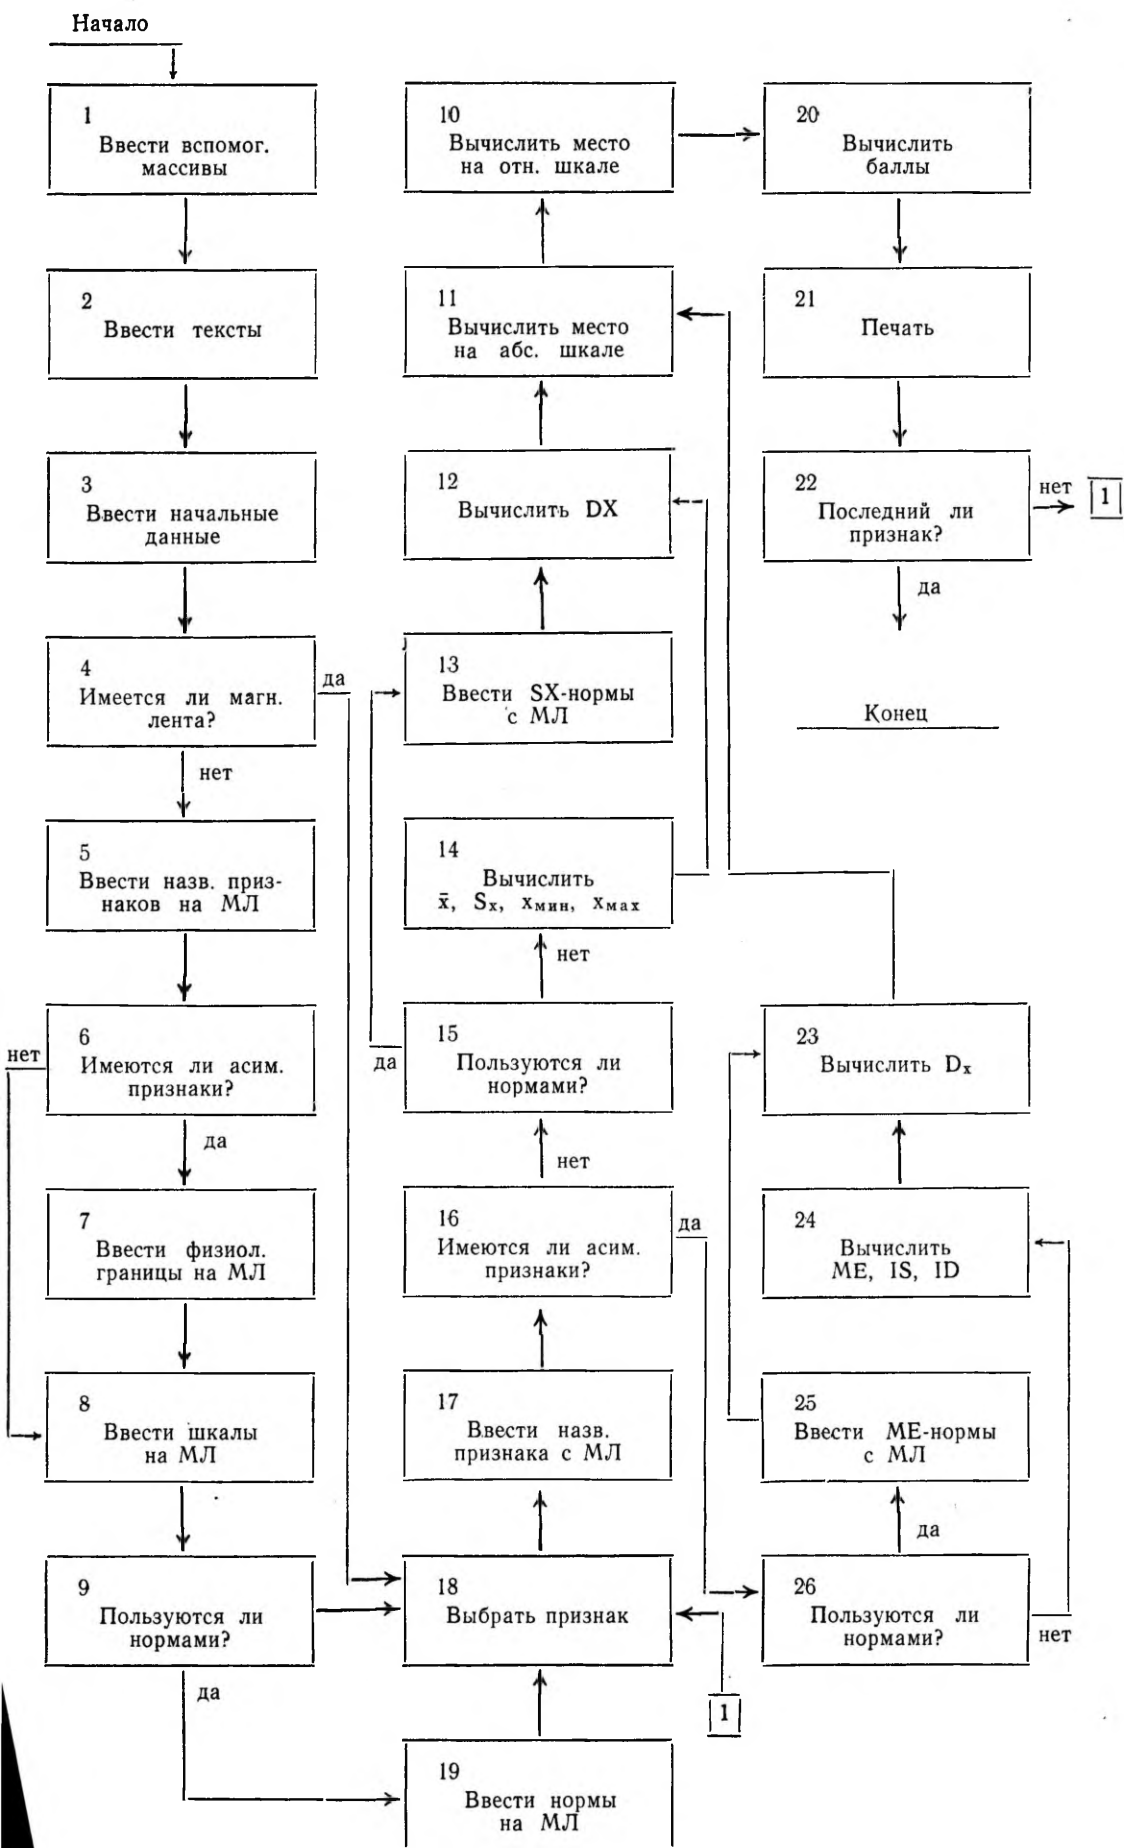 Начало
1
Ввести вспомог.
массивы
2
Ввести тексты
3
Ввести начальные
данные
4
Имеется ли магн.
лента?
да
нет
5
Ввести назв. приз-
наков на МЛ
6
Имеются ли асим.
признаки?
нет
да
7
Ввести физиол.
границы на МЛ
8
Ввести шкалы
на МЛ
9
Пользуются ли
нормами?
да
10
Вычислить место
на отн. шкале
11
Вычислить место
на абс. шкале
12
Вычислить DX
13
Ввести SX-нормы
с МЛ
14
Вычислить
x̄, Sₓ, xмин, xмах
нет
15
Пользуются ли
нормами?
да
нет
16
Имеются ли асим.
признаки?
да
17
Ввести назв.
признака с МЛ
18
Выбрать признак
1
19
Ввести нормы
на МЛ
20
Вычислить
баллы
21
Печать
22
Последний ли
признак?
нет
1
да
Конец
23
Вычислить Dₓ
24
Вычислить
ME, IS, ID
25
Ввести МЕ-нормы
с МЛ
да
26
Пользуются ли
нормами?
нет